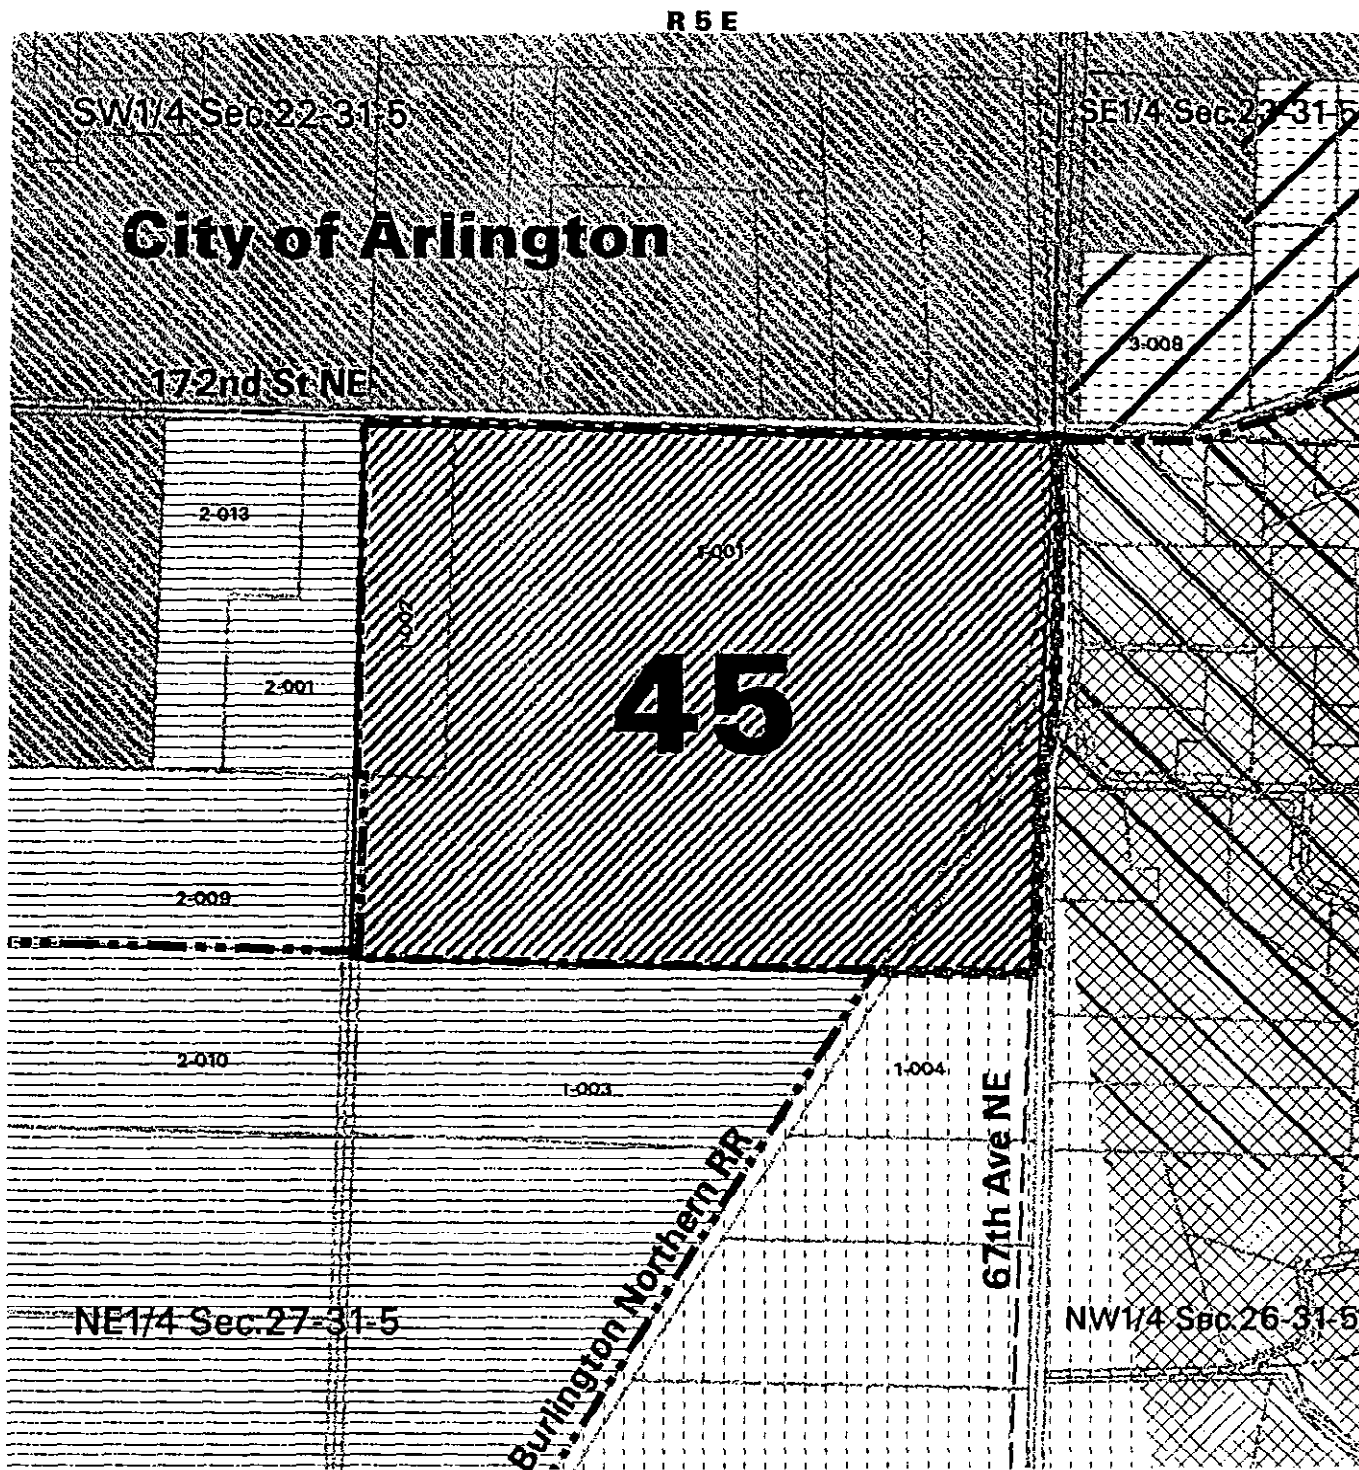 R 5 E
SW1/4 Sec.22-31-5
SE1/4 Sec.23-31-5
City of Arlington
3-008
172nd St NE
2-013
1-001
1-002
45
2-001
2-009
2-010
1-003
1-004
67th Ave NE
Burlington Northern RR
NE1/4 Sec.27-31-5
NW1/4 Sec.26-31-5